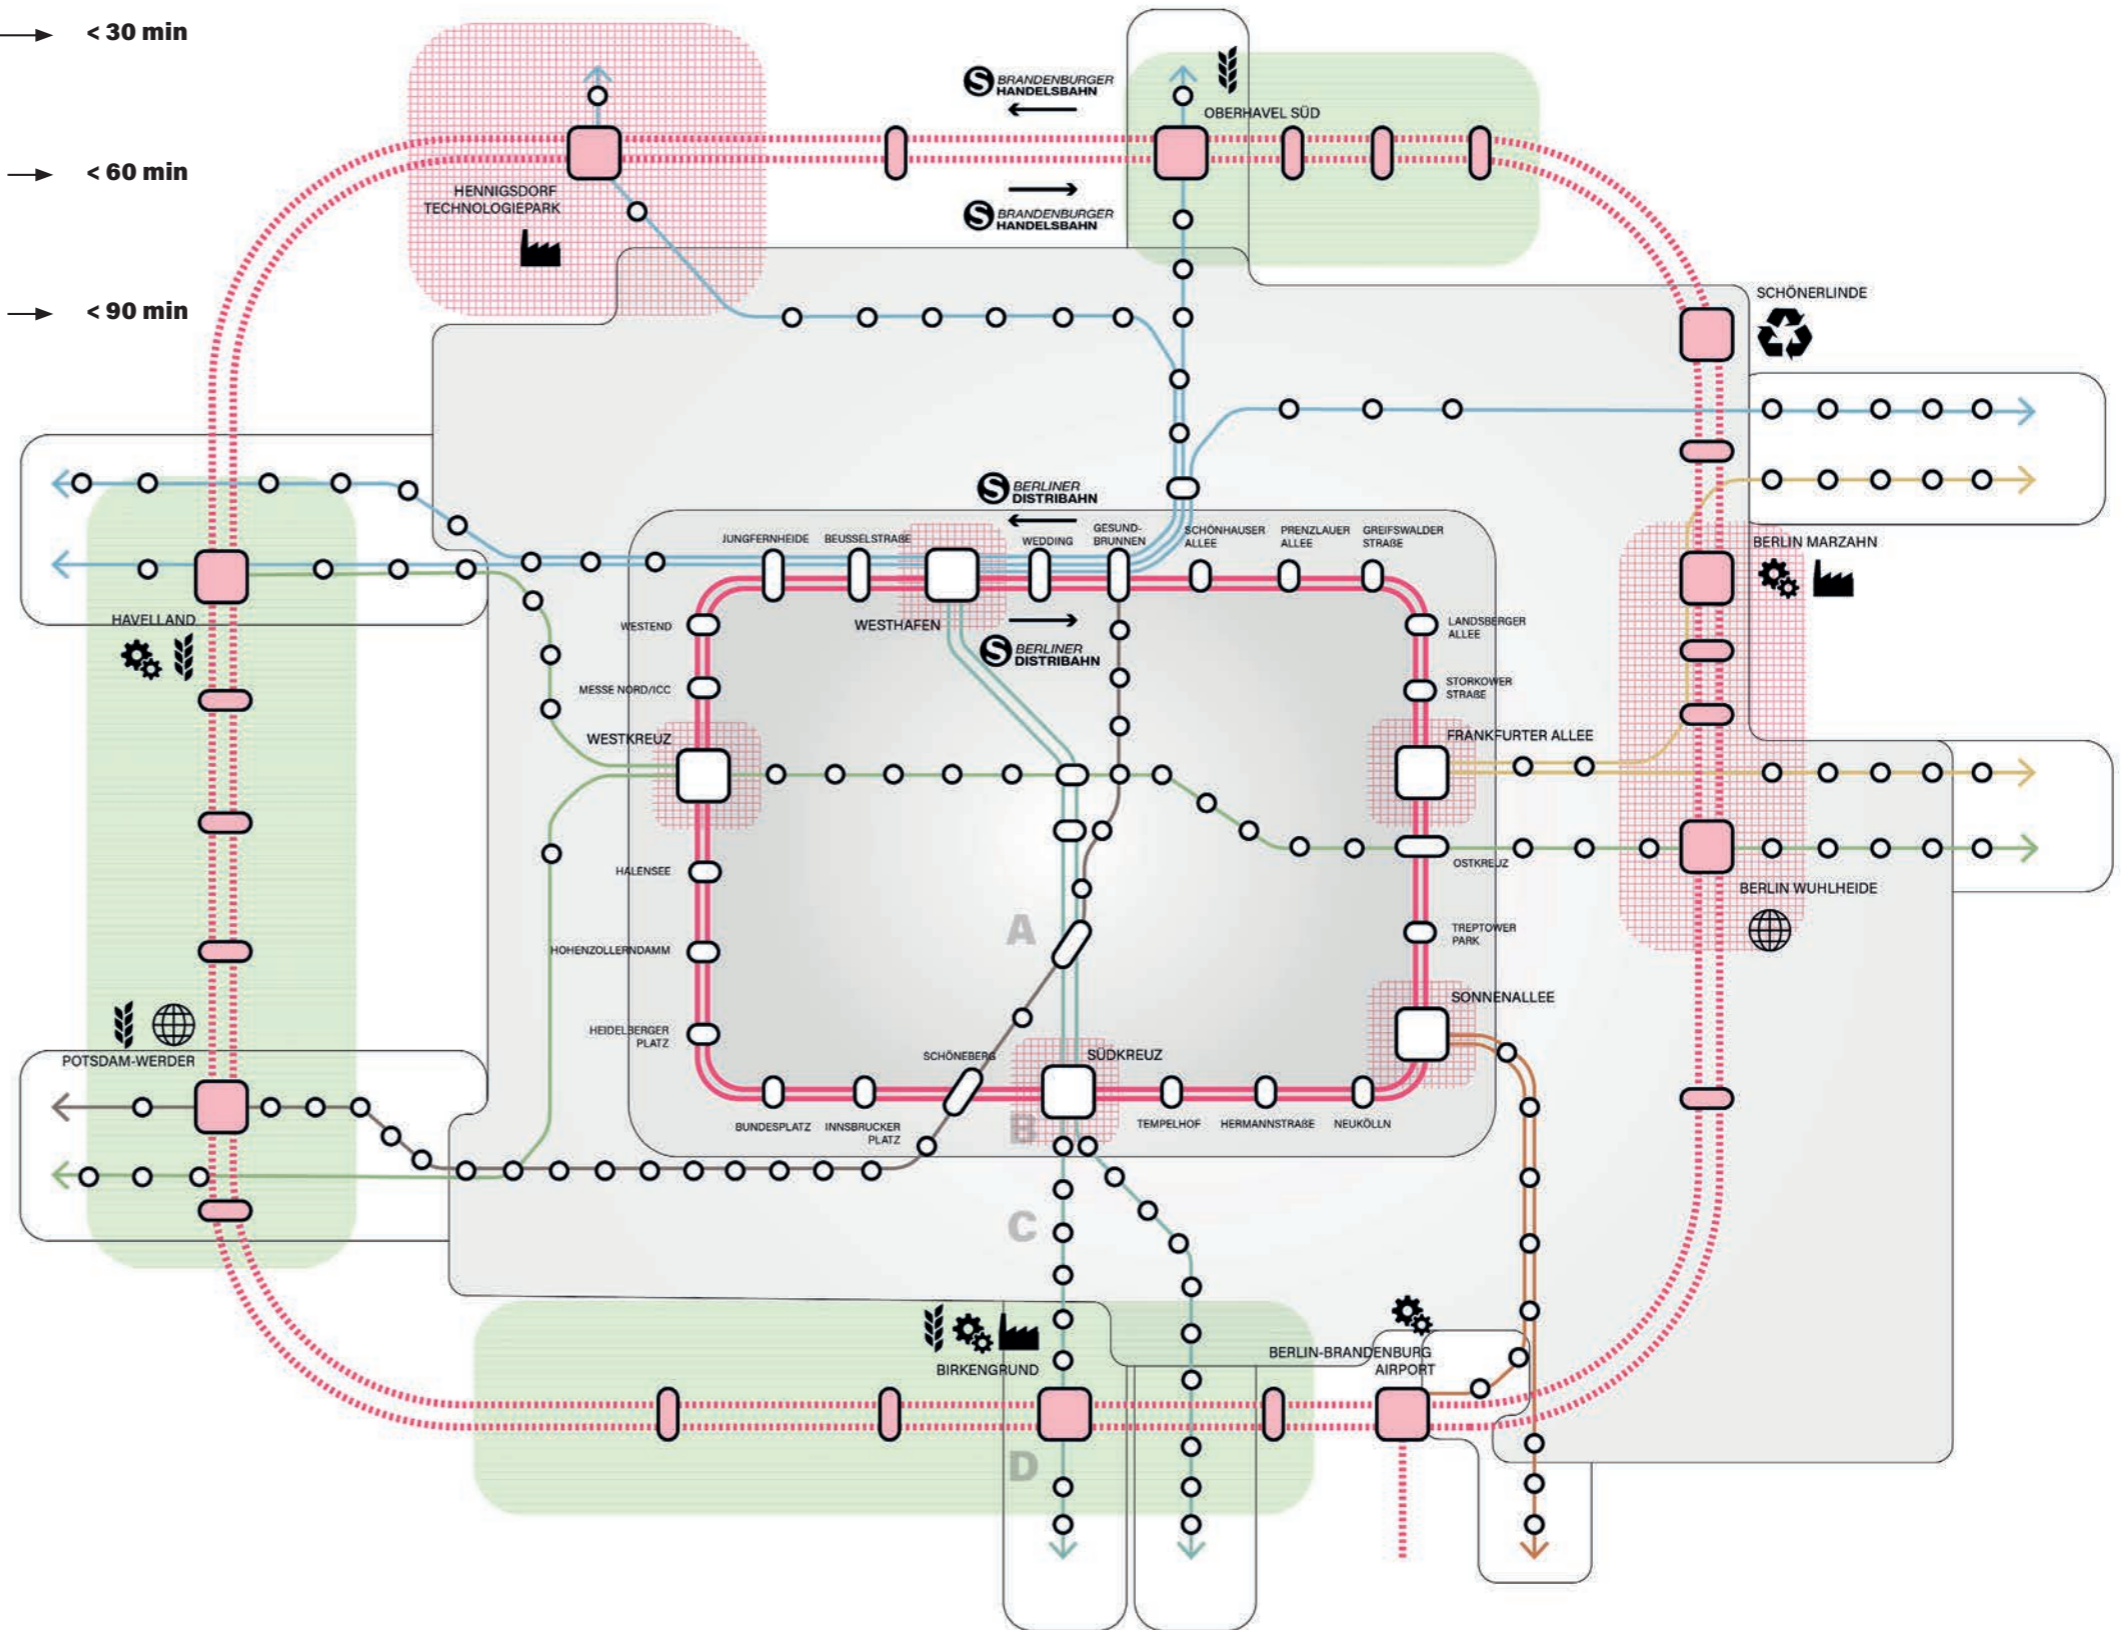 < 30 min
S BRANDENBURGER
HANDELSBAHN
OBERHAVEL SÜD
< 60 min
HENNIGSDORF
TECHNOLOGIEPARK
S BRANDENBURGER
HANDELSBAHN
SCHÖNERLINDE
< 90 min
S BERLINER
DISTRIBAHN
JUNGFERNHEIDE
BEUSSELSTRAßE
WEDDING
GESUND-
BRUNNEN
SCHÖNHAUSER
ALLEE
PRENZLAUER
ALLEE
GREIFSWALDER
STRAßE
BERLIN MARZAHN
HAVELLAND
WESTEND
WESTHAFEN
LANDSBERGER
ALLEE
S BERLINER
DISTRIBAHN
MESSE NORD/ICC
STORKOWER
STRAßE
WESTKREUZ
FRANKFURTER ALLEE
HALENSEE
OSTKREUZ
BERLIN WUHLHEIDE
A
TREPTOWER
PARK
HOHENZOLLERNDAMM
SONNENALLEE
HEIDELBERGER
PLATZ
POTSDAM-WERDER
SCHÖNEBERG
SÜDKREUZ
BUNDESPLATZ
INNSBRUCKER
PLATZ
B
TEMPELHOF
HERMANNSTRAßE
NEUKÖLLN
C
BIRKENGRUND
BERLIN-BRANDENBURG
AIRPORT
D